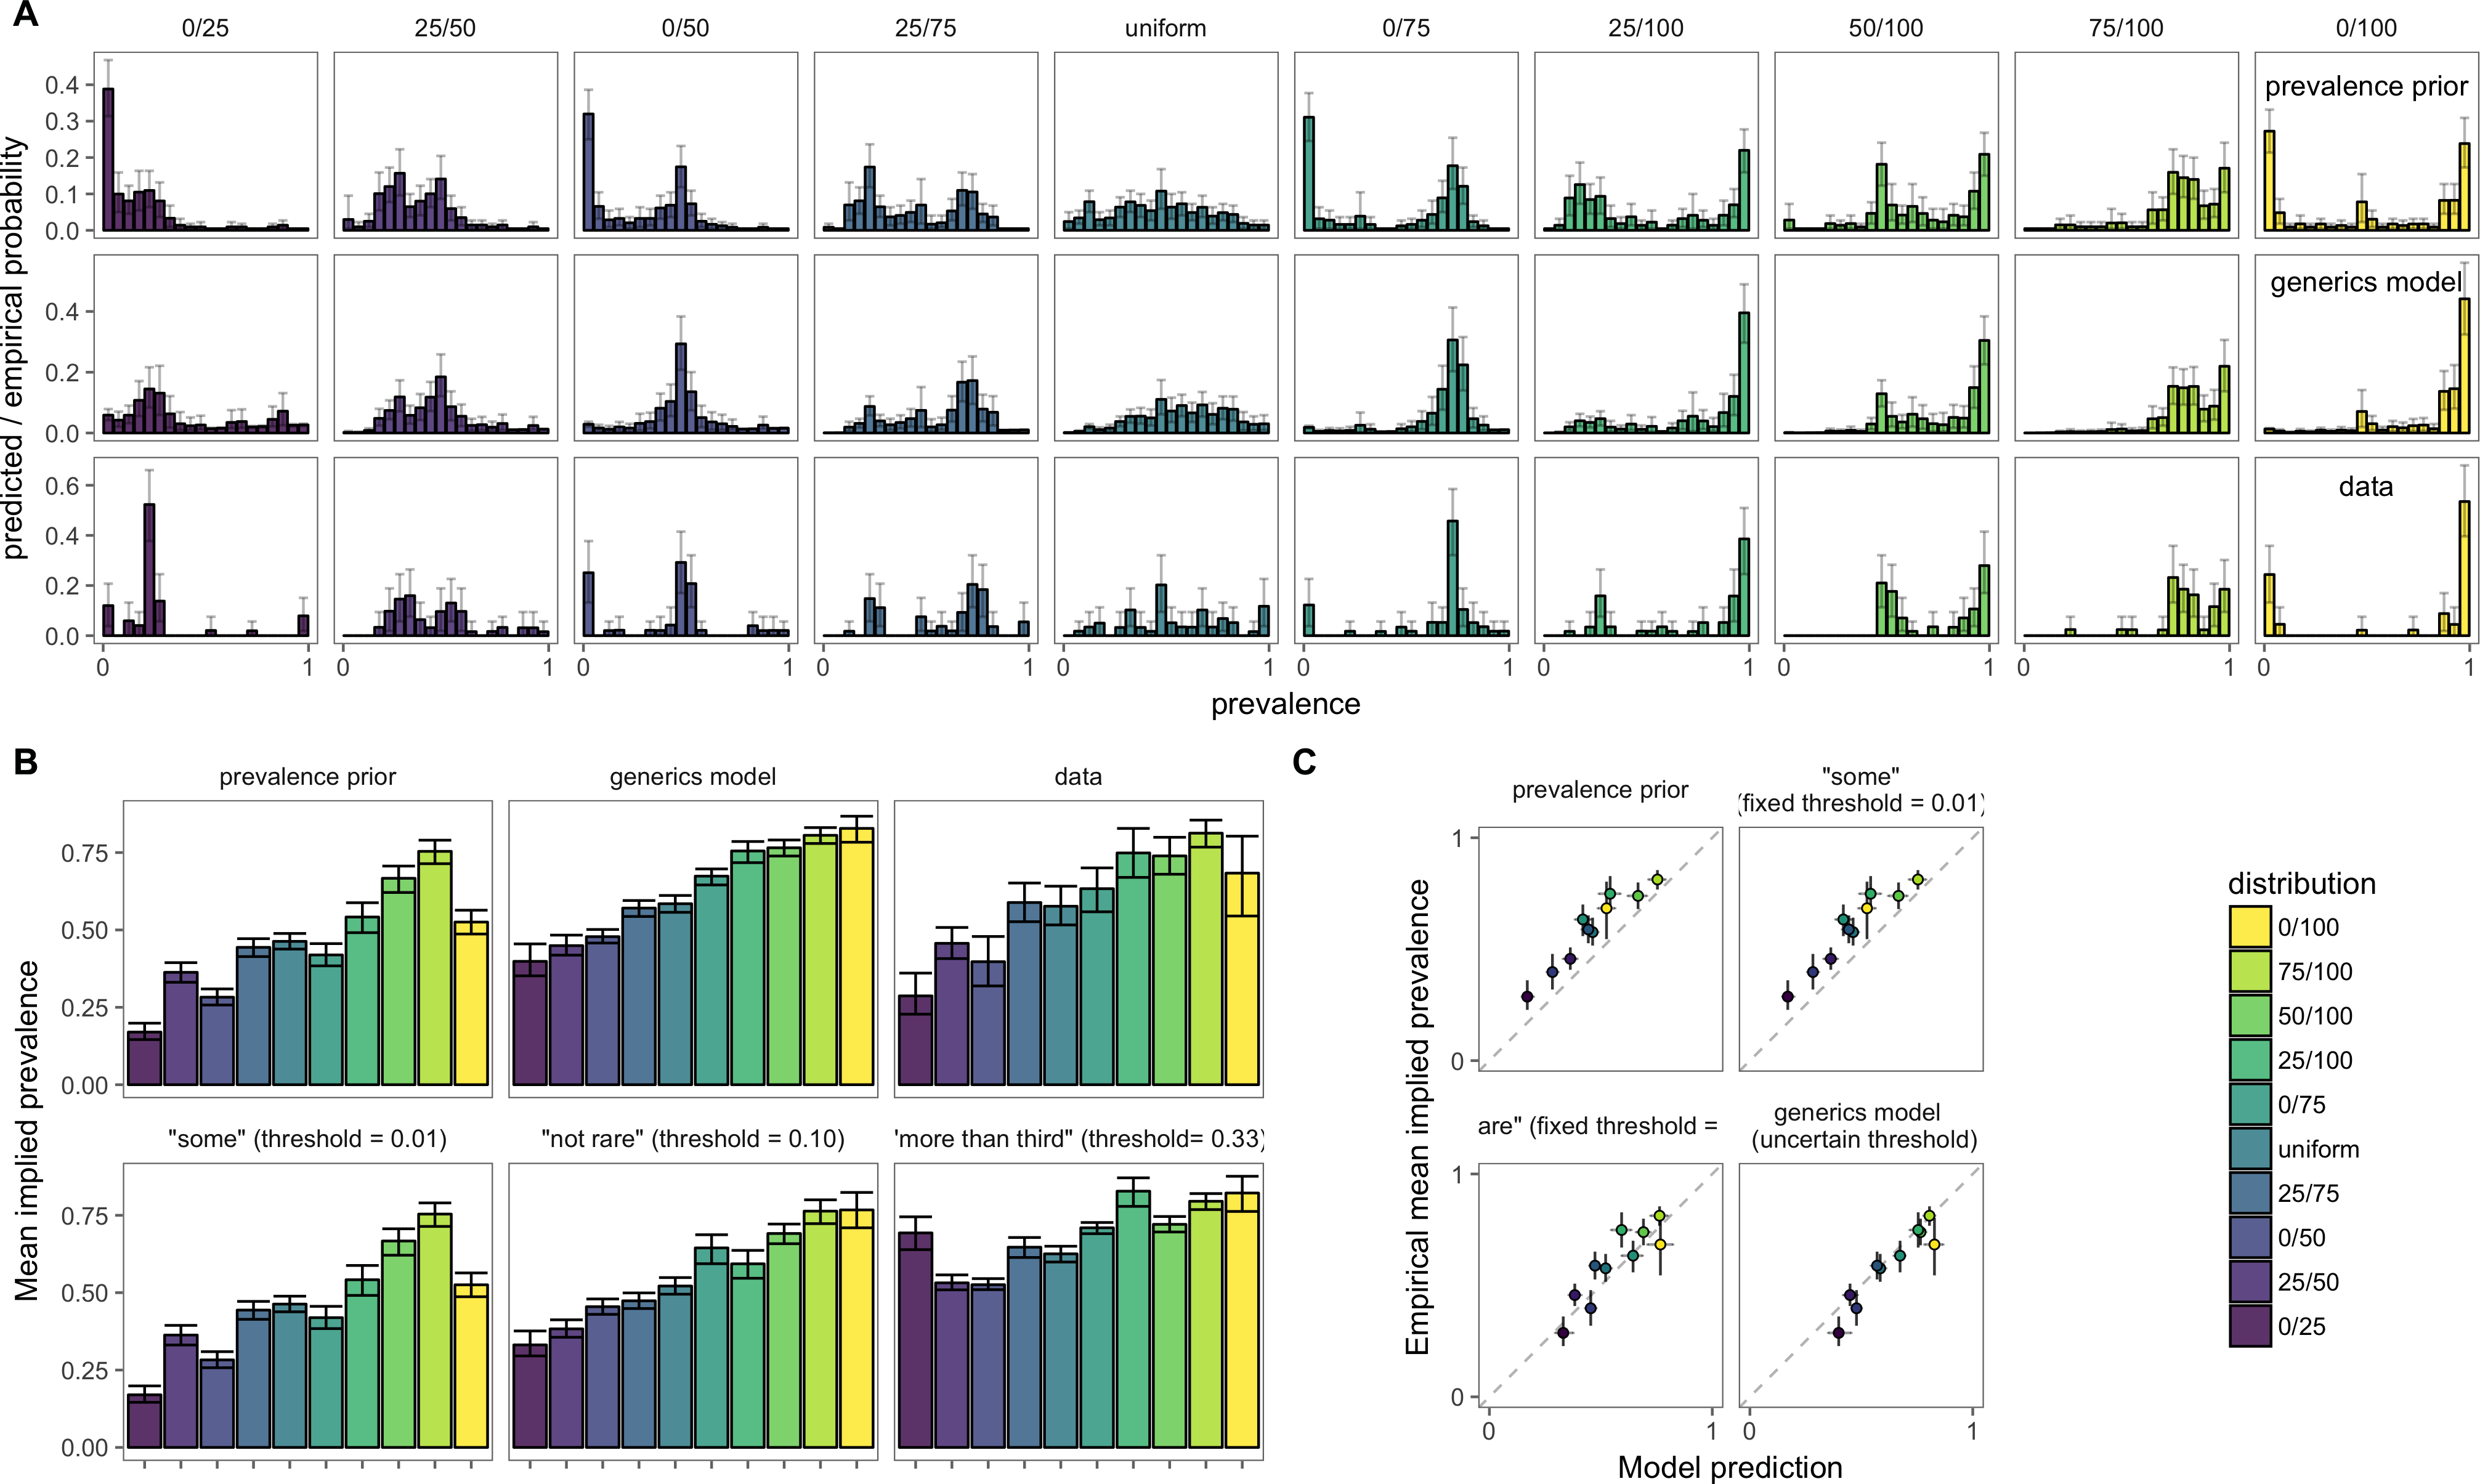 A
0/25 25/50 0/50 25/75 uniform 0/75 25/100 50/100 75/100 0/100
predicted / empirical probability
0.4
0.3
0.2
0.1
0.0
prevalence prior
0.4
0.2
0.0
generics model
0.6
0.4
0.2
0.0
data
0 1 0 1 0 1 0 1 0 1 0 1 0 1 0 1 0 1 0 1
prevalence
B
Mean implied prevalence
prevalence prior generics model data
0.75
0.50
0.25
0.00
"some" (threshold = 0.01) "not rare" (threshold = 0.10) 'more than third" (threshold= 0.33)
0.75
0.50
0.25
0.00
C
Empirical mean implied prevalence
prevalence prior
"some"
(fixed threshold = 0.01)
1
0
are" (fixed threshold =
generics model
(uncertain threshold)
1
0
0 1 0 1
Model prediction
distribution
0/100
75/100
50/100
25/100
0/75
uniform
25/75
0/50
25/50
0/25